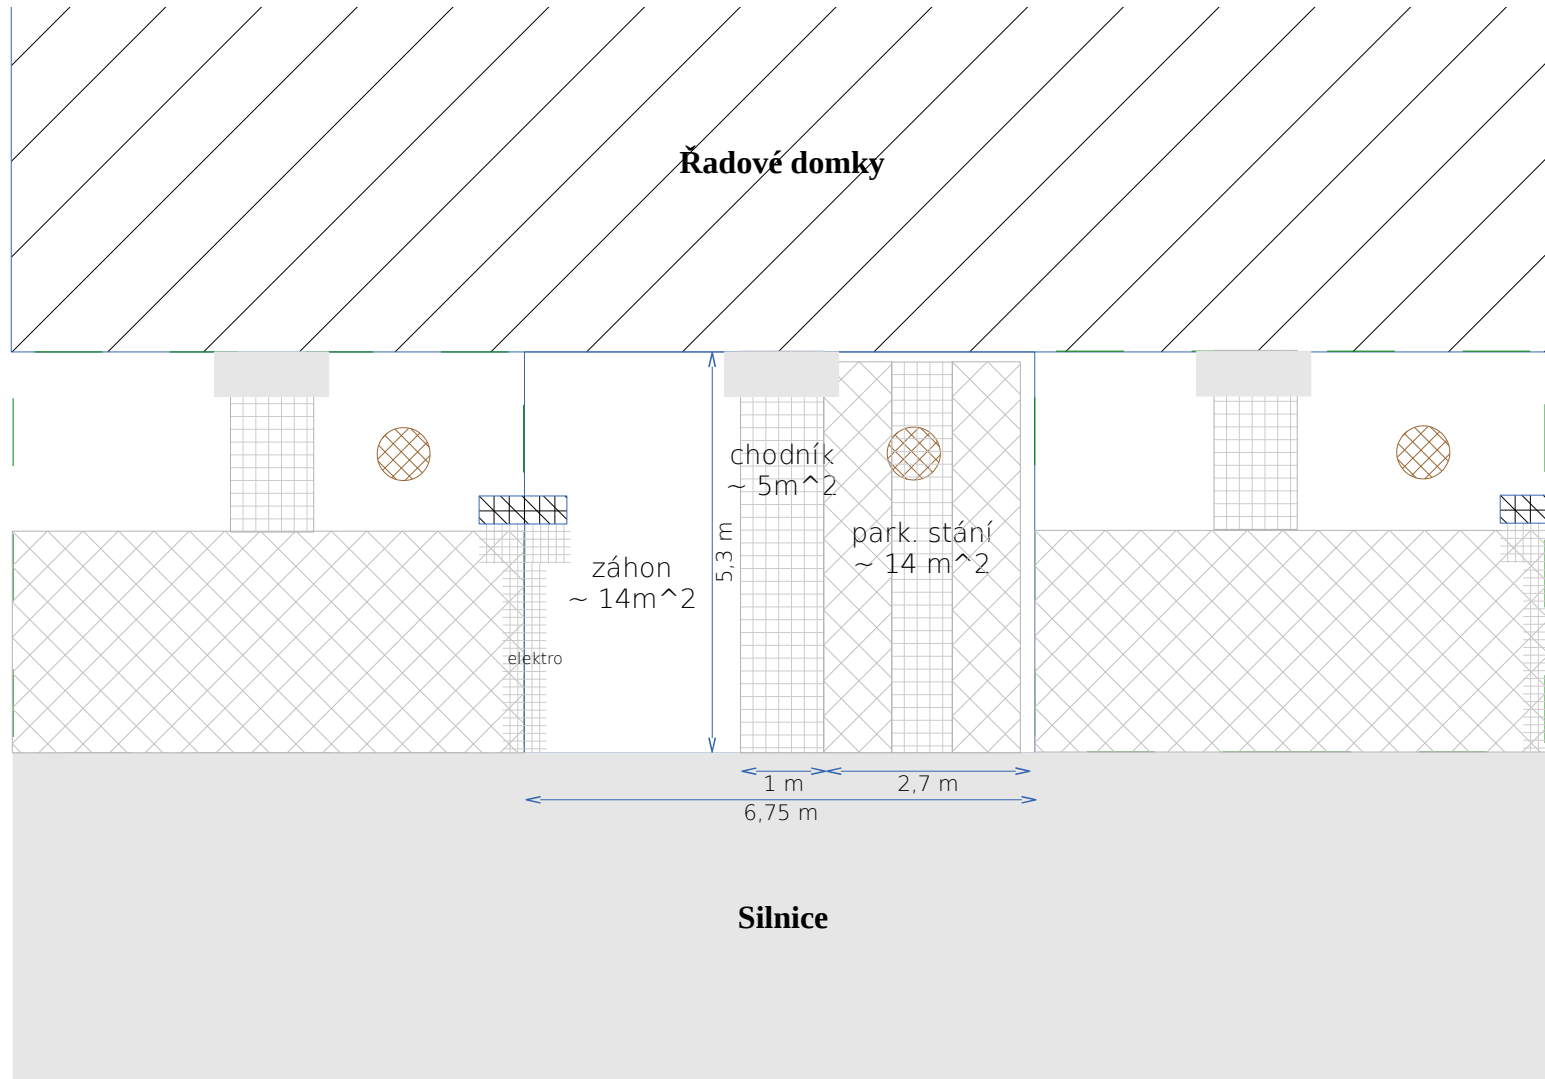 Řadové domky
chodník
~ 5m^2
park. stání
~ 14 m^2
5,3 m
záhon
~ 14m^2
elektro
1 m
2,7 m
6,75 m
Silnice